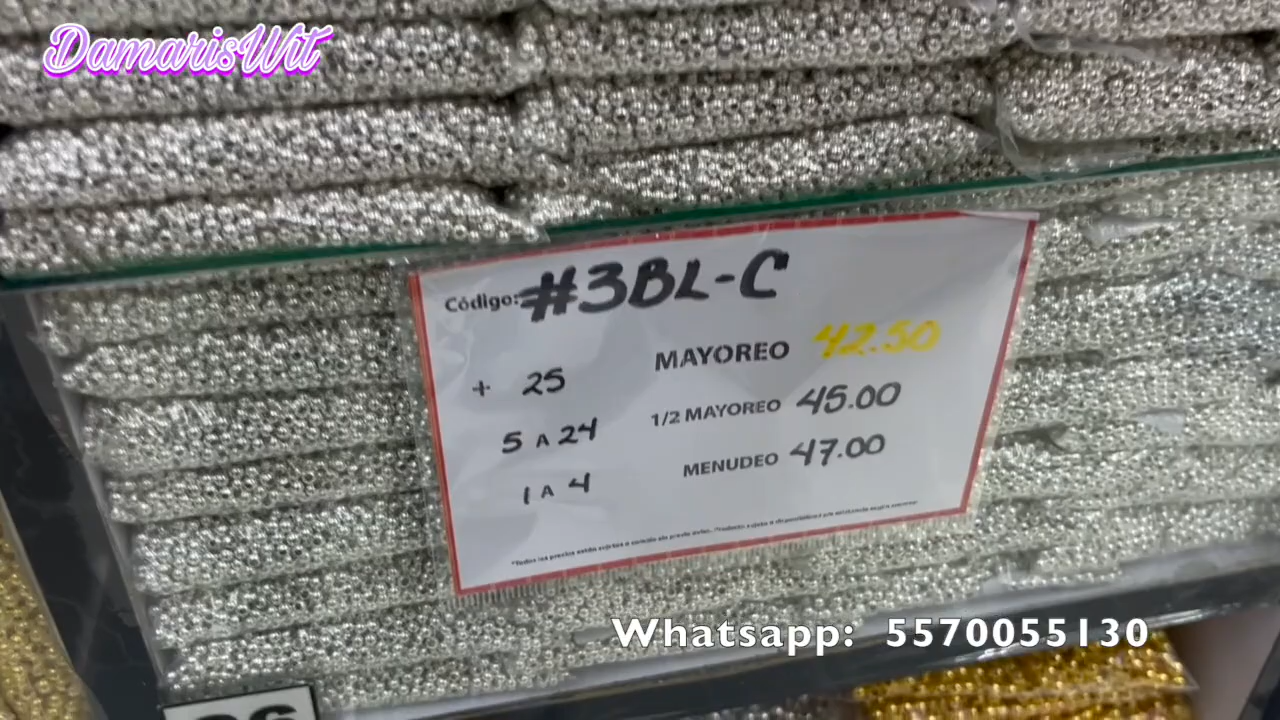 DamarisWit
Código: #3BL-C
MAYOREO 42.50
+ 25
1/2 MAYOREO 45.00
5 A 24
MENUDEO 47.00
1 A 4
Whatsapp: 5570055130